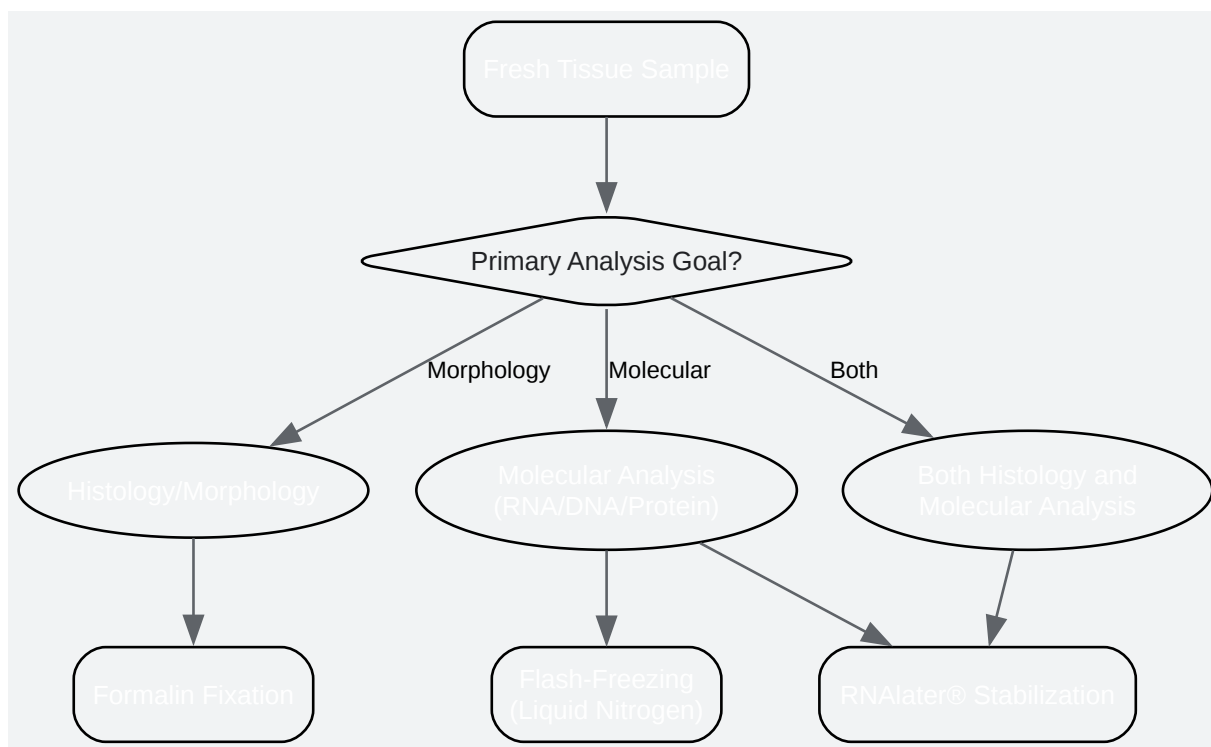 Fresh Tissue Sample
Primary Analysis Goal?
Morphology
Molecular
Both
Histology/Morphology
Molecular Analysis
(RNA/DNA/Protein)
Both Histology and
Molecular Analysis
Formalin Fixation
Flash-Freezing
(Liquid Nitrogen)
RNAlater® Stabilization